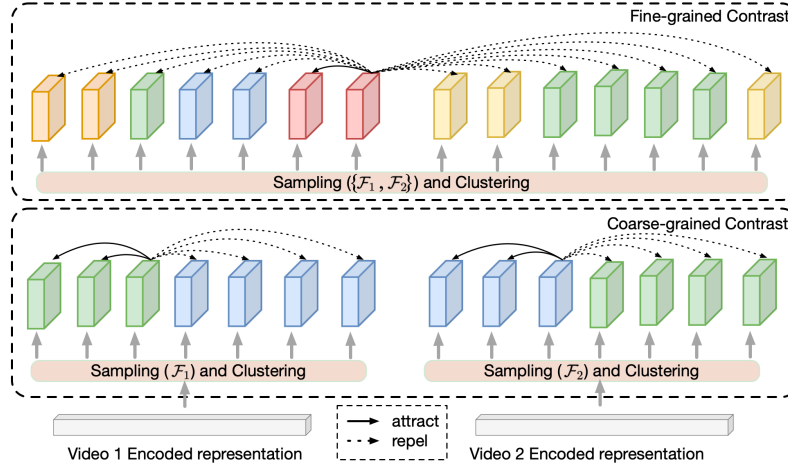 Fine-grained Contrast
Sampling ({ℱ₁ , ℱ₂}) and Clustering
Coarse-grained Contrast
Sampling (ℱ₁) and Clustering
Sampling (ℱ₂) and Clustering
attract
repel
Video 1 Encoded representation
Video 2 Encoded representation